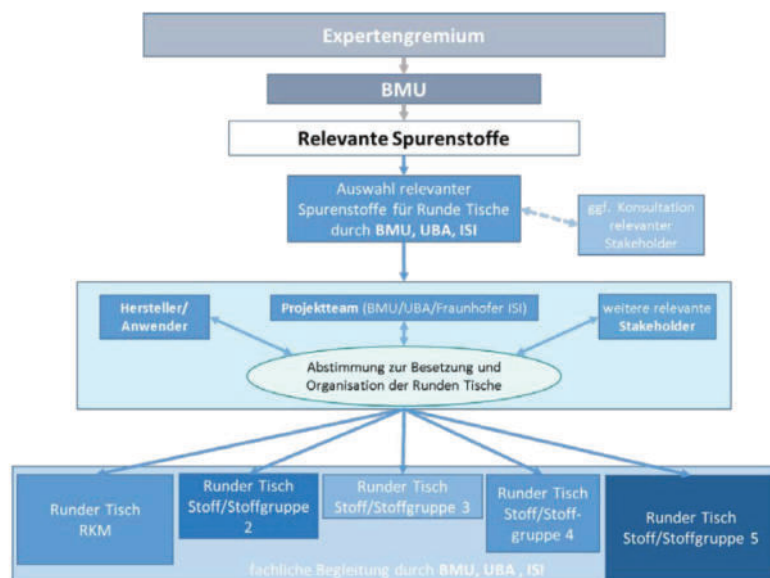 Expertengremium
BMU
Relevante Spurenstoffe
Auswahl relevanter
Spurenstoffe für Runde Tische
durch BMU, UBA, ISI
ggf. Konsultation
relevanter
Stakeholder
Hersteller/
Anwender
Projektteam (BMU/UBA/Fraunhofer ISI)
weitere relevante
Stakeholder
Abstimmung zur Besetzung und
Organisation der Runden Tische
Runder Tisch
RKM
Runder Tisch
Stoff/Stoffgruppe
2
Runder Tisch
Stoff/Stoffgruppe 3
Runder Tisch
Stoff/Stoff-
gruppe 4
Runder Tisch
Stoff/Stoffgruppe 5
fachliche Begleitung durch BMU, UBA , ISI